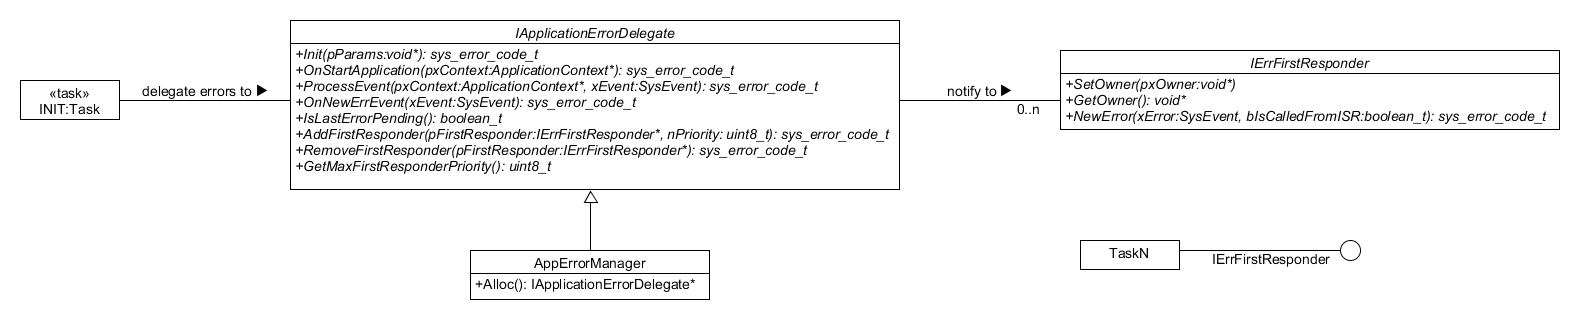 «task»
INIT:Task
delegate errors to ▶
IApplicationErrorDelegate
+Init(pParams:void*): sys_error_code_t
+OnStartApplication(pxContext:ApplicationContext*): sys_error_code_t
+ProcessEvent(pxContext:ApplicationContext*, xEvent:SysEvent): sys_error_code_t
+OnNewErrEvent(xEvent:SysEvent): sys_error_code_t
+IsLastErrorPending(): boolean_t
+AddFirstResponder(pFirstResponder:IErrFirstResponder*, nPriority: uint8_t): sys_error_code_t
+RemoveFirstResponder(pFirstResponder:IErrFirstResponder*): sys_error_code_t
+GetMaxFirstResponderPriority(): uint8_t
notify to ▶
0..n
IErrFirstResponder
+SetOwner(pxOwner:void*)
+GetOwner(): void*
+NewError(xError:SysEvent, bIsCalledFromISR:boolean_t): sys_error_code_t
AppErrorManager
+Alloc(): IApplicationErrorDelegate*
TaskN
IErrFirstResponder